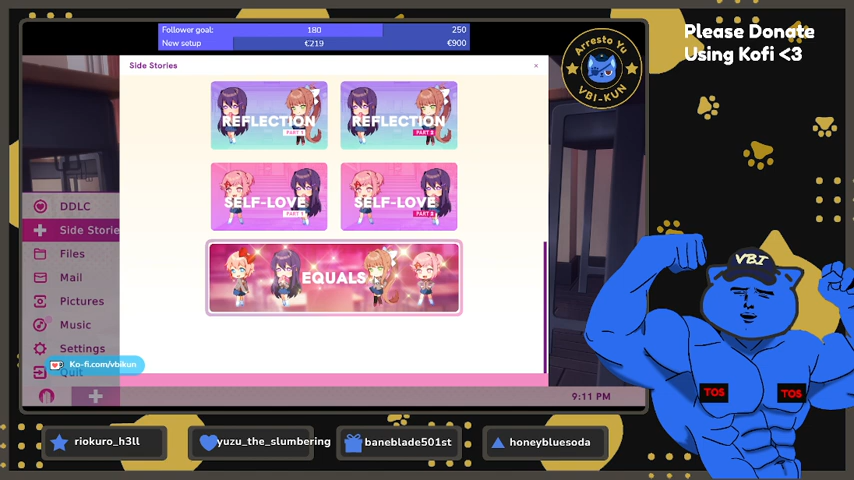 Follower goal: 180 250
New setup €219 €900
Please Donate
Using Kofi <3
Arresto Yu
VBI-KUN
Side Stories ×
REFLECTION
PART 1
REFLECTION
PART 2
SELF-LOVE
PART 1
SELF-LOVE
PART 2
EQUALS
DDLC
Side Storie
Files
Mail
Pictures
Music
Settings
Ko-fi.com/vbikun
Quit
9:11 PM
VBI
TOS
TOS
riokuro_h3ll
yuzu_the_slumbering
baneblade501st
honeybluesoda